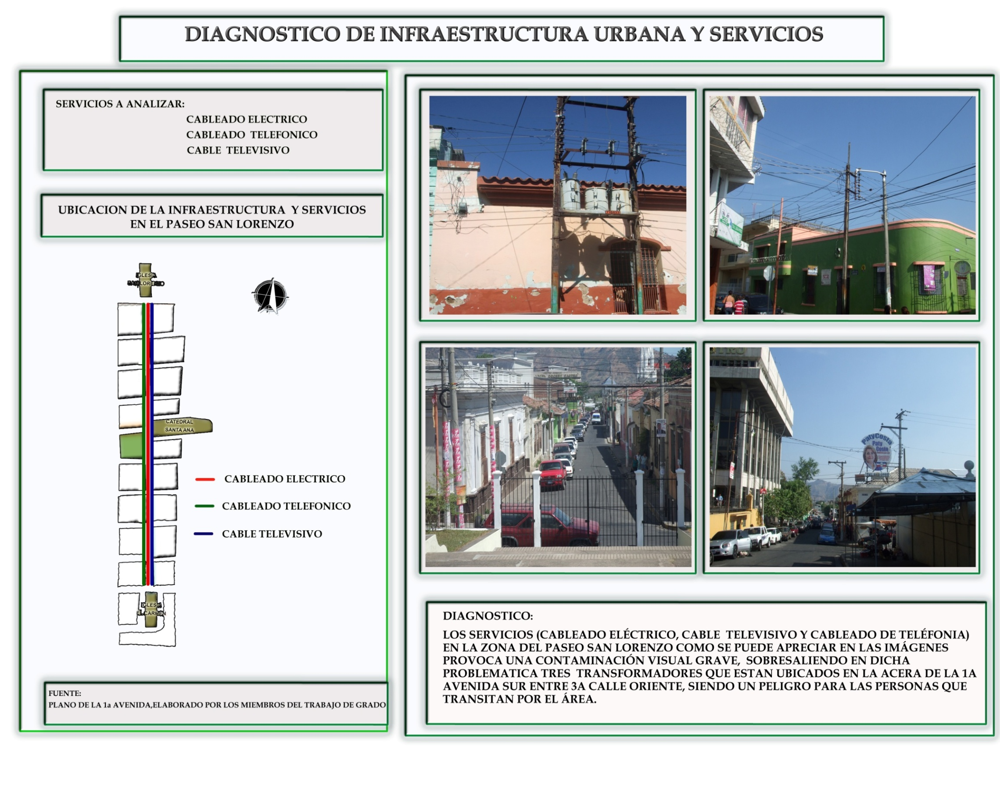 DIAGNOSTICO DE INFRAESTRUCTURA URBANA Y SERVICIOS
SERVICIOS A ANALIZAR:
CABLEADO ELECTRICO
CABLEADO TELEFONICO
CABLE TELEVISIVO
UBICACION DE LA INFRAESTRUCTURA Y SERVICIOS
EN EL PASEO SAN LORENZO
IGLESIA
SAN LORENZO
CATEDRAL
SANTA ANA
CABLEADO ELECTRICO
CABLEADO TELEFONICO
CABLE TELEVISIVO
IGLESIA
EL CARMEN
FUENTE:
PLANO DE LA 1a AVENIDA,ELABORADO POR LOS MIEMBROS DEL TRABAJO DE GRADO
PatyCosta
Paty
Costa
DIAGNOSTICO:
LOS SERVICIOS (CABLEADO ELÉCTRICO, CABLE TELEVISIVO Y CABLEADO DE TELÉFONIA)
EN LA ZONA DEL PASEO SAN LORENZO COMO SE PUEDE APRECIAR EN LAS IMÁGENES
PROVOCA UNA CONTAMINACIÓN VISUAL GRAVE, SOBRESALIENDO EN DICHA
PROBLEMATICA TRES TRANSFORMADORES QUE ESTAN UBICADOS EN LA ACERA DE LA 1A
AVENIDA SUR ENTRE 3A CALLE ORIENTE, SIENDO UN PELIGRO PARA LAS PERSONAS QUE
TRANSITAN POR EL ÁREA.